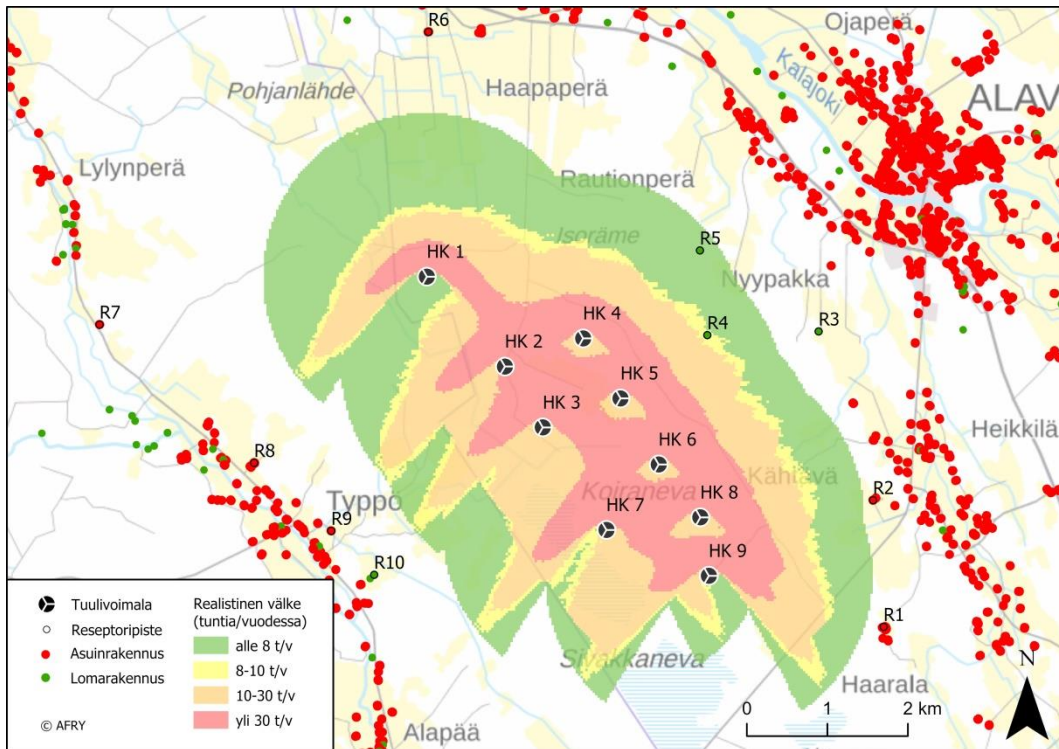 R6
Ojaperä
Kalajoki
Pohjanlähde
Haapaperä
ALAV
Lylynperä
Rautionperä
Isoräme
R5
HK 1
Nyypakka
R7
HK 4
R4
R3
HK 2
HK 5
HK 3
Heikkilä
HK 6
R8
Kähtävä
Koiraneva
R2
Typpö
HK 7
HK 8
R9
R10
HK 9
R1
Sivakkaneva
Haarala
Alapää
Tuulivoimala
Reseptoripiste
Asuinrakennus
Lomarakennus
© AFRY
Realistinen välke
(tuntia/vuodessa)
alle 8 t/v
8-10 t/v
10-30 t/v
yli 30 t/v
N
0 1 2 km